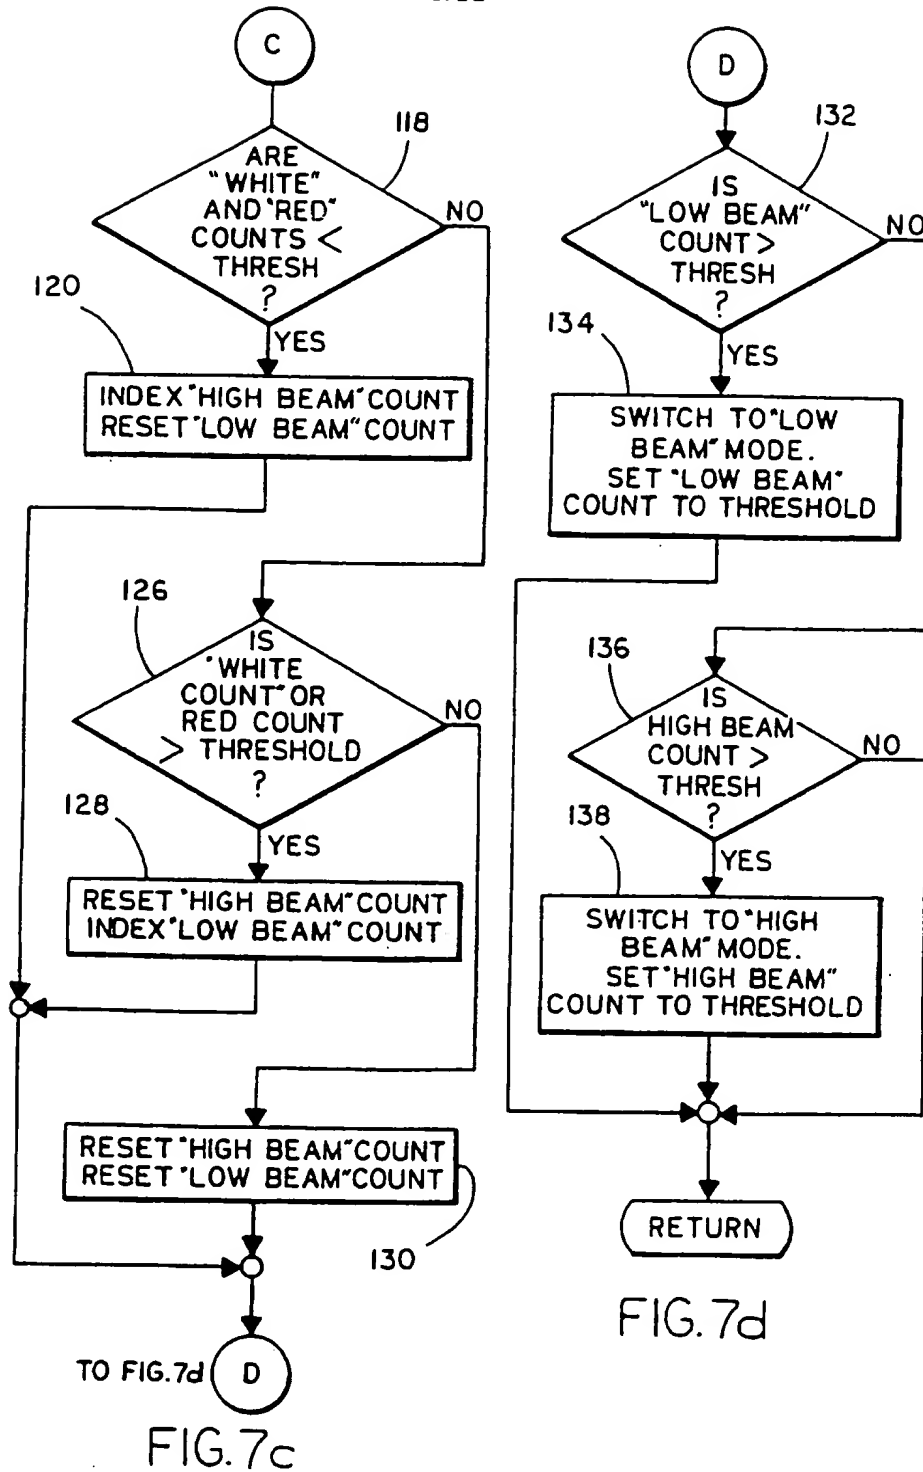 C
118
ARE
"WHITE"
AND "RED"
COUNTS <
THRESH
?
NO
120
YES
INDEX "HIGH BEAM" COUNT
RESET "LOW BEAM" COUNT
126
IS
"WHITE
COUNT" OR
RED COUNT
> THRESHOLD
?
NO
128
YES
RESET "HIGH BEAM" COUNT
INDEX "LOW BEAM" COUNT
RESET "HIGH BEAM" COUNT
RESET "LOW BEAM" COUNT
130
TO FIG.7d
D
FIG.7c
D
132
IS
"LOW BEAM"
COUNT >
THRESH
?
NO
134
YES
SWITCH TO "LOW
BEAM" MODE.
SET "LOW BEAM"
COUNT TO THRESHOLD
136
IS
HIGH BEAM
COUNT >
THRESH
?
NO
138
YES
SWITCH TO "HIGH
BEAM" MODE.
SET "HIGH BEAM"
COUNT TO THRESHOLD
RETURN
FIG.7d